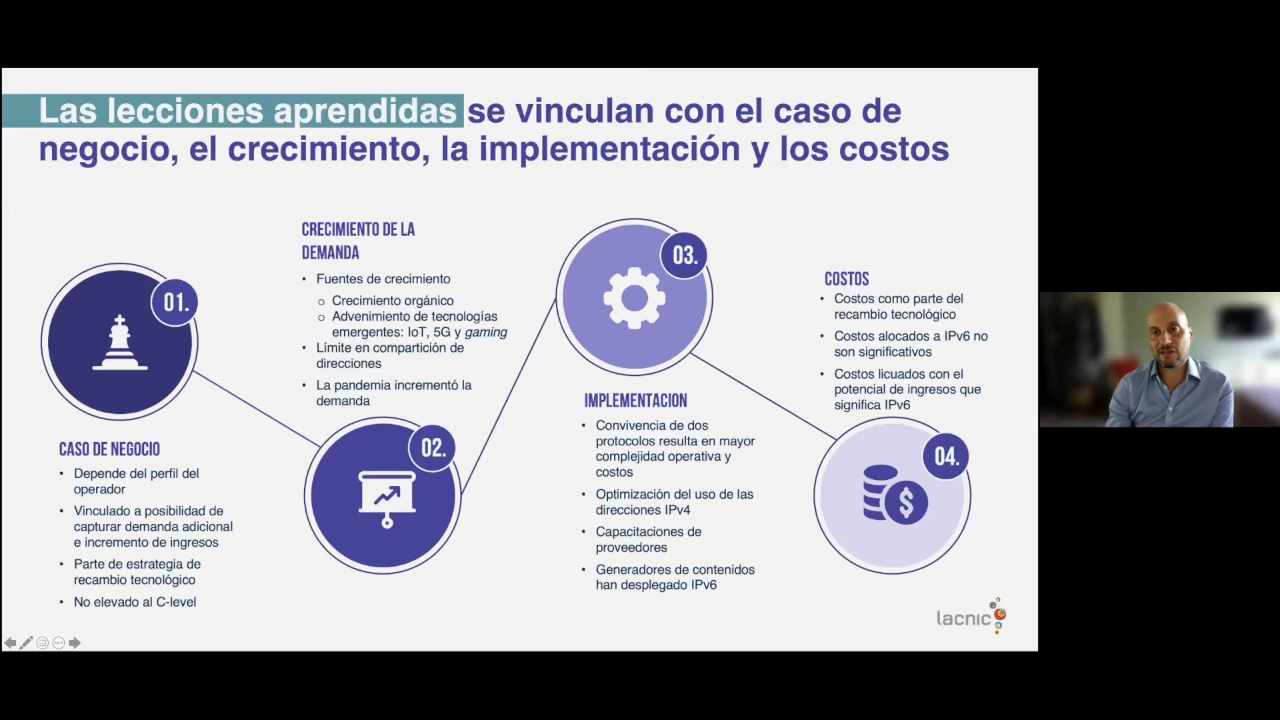 Las lecciones aprendidas se vinculan con el caso de
negocio, el crecimiento, la implementación y los costos
01.
CASO DE NEGOCIO
• Depende del perfil del
operador
• Vinculado a posibilidad de
capturar demanda adicional
e incremento de ingresos
• Parte de estrategia de
recambio tecnológico
• No elevado al C-level
CRECIMIENTO DE LA
DEMANDA
• Fuentes de crecimiento
o Crecimiento orgánico
o Advenimiento de tecnologías
emergentes: IoT, 5G y gaming
• Límite en compartición de
direcciones
• La pandemia incrementó la
demanda
02.
03.
IMPLEMENTACION
• Convivencia de dos
protocolos resulta en mayor
complejidad operativa y
costos
• Optimización del uso de las
direcciones IPv4
• Capacitaciones de
proveedores
• Generadores de contenidos
han desplegado IPv6
COSTOS
• Costos como parte del
recambio tecnológico
• Costos alocados a IPv6 no
son significativos
• Costos licuados con el
potencial de ingresos que
significa IPv6
04.
$
lacnic